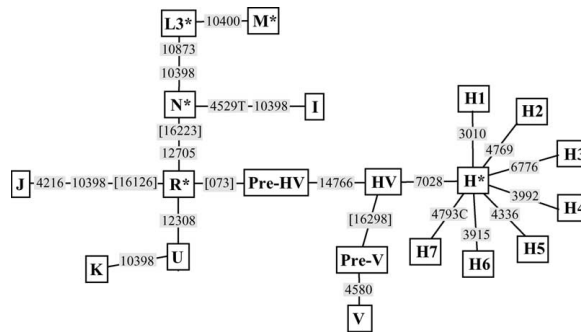 L3* 10400 M*
10873
10398
H1
H2
N* 4529T 10398 I
[16223]
3010
4769
H3
12705
6776
J 4216 10398 [16126] R* [073] Pre-HV 14766 HV 7028 H*
3992
H4
12308
[16298]
4793C 3915 4336
K 10398 U
Pre-V
H7 H6 H5
4580
V